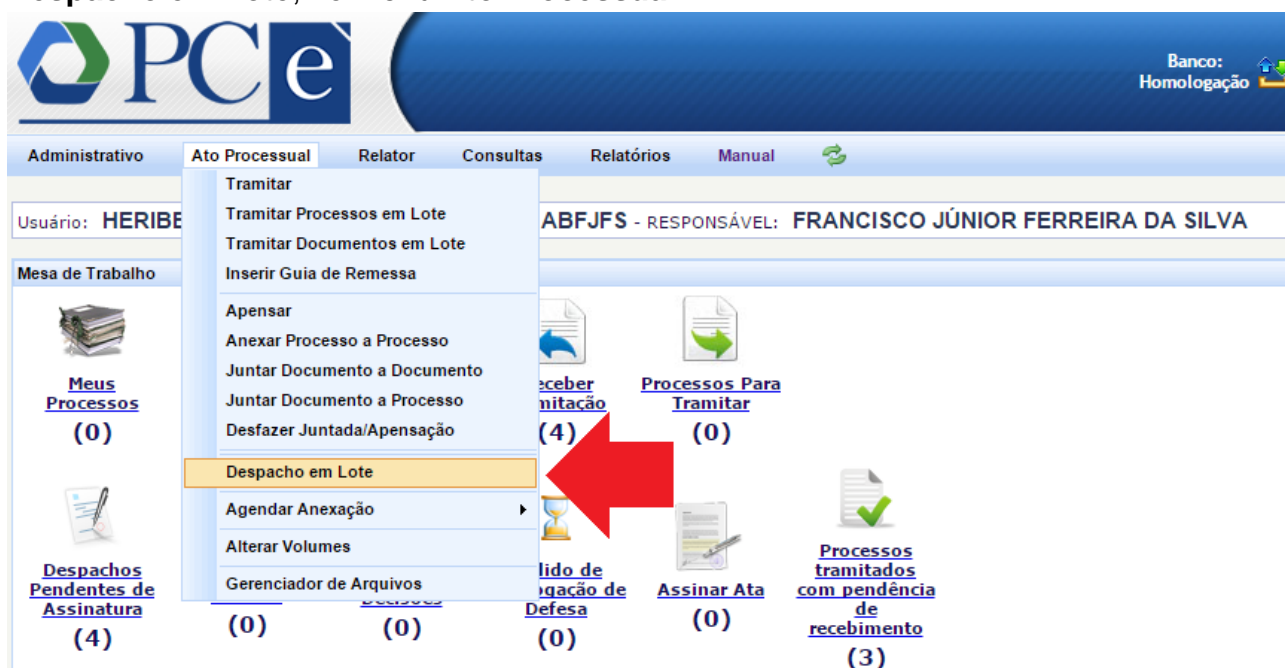 PCe
Banco:
Homologação
Administrativo Ato Processual Relator Consultas Relatórios Manual
Tramitar
Tramitar Processos em Lote
Tramitar Documentos em Lote
Inserir Guia de Remessa
Apensar
Anexar Processo a Processo
Juntar Documento a Documento
Juntar Documento a Processo
Desfazer Juntada/Apensação
Despacho em Lote
Agendar Anexação
Alterar Volumes
Gerenciador de Arquivos
Usuário: ABFJFS - RESPONSÁVEL: FRANCISCO JÚNIOR FERREIRA DA SILVA
Mesa de Trabalho
Meus
Processos
(0)
(4)
Processos Para
Tramitar
(0)
Despachos
Pendentes de
Assinatura
(4)
(0)
(0)
de
de
Defesa
(0)
Assinar Ata
(0)
Processos
tramitados
com pendência
de
recebimento
(3)